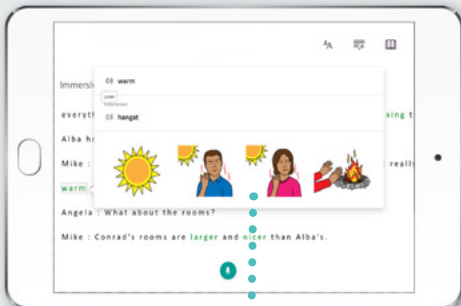 Immersi
warm
hangat
everyth
xing t
Alba ho
Mike :
reall
warm
Angela : What about the rooms?
Mike : Conrad's rooms are larger and nicer than Alba's.